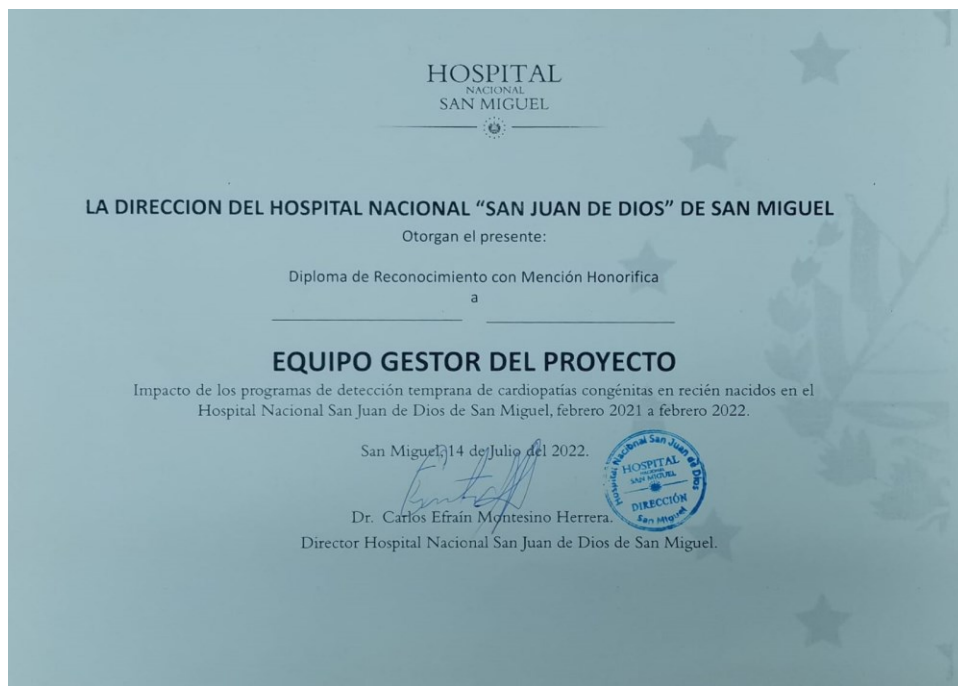 HOSPITAL
NACIONAL
SAN MIGUEL
LA DIRECCION DEL HOSPITAL NACIONAL “SAN JUAN DE DIOS” DE SAN MIGUEL
Otorgan el presente:
Diploma de Reconocimiento con Mención Honorifica
a
EQUIPO GESTOR DEL PROYECTO
Impacto de los programas de detección temprana de cardiopatías congénitas en recién nacidos en el
Hospital Nacional San Juan de Dios de San Miguel, febrero 2021 a febrero 2022.
San Miguel, 14 de Julio del 2022.
Hospital Nacional San Juan de Dios
HOSPITAL
NACIONAL
SAN MIGUEL
DIRECCIÓN
San Miguel
Dr. Carlos Efraín Montesino Herrera.
Director Hospital Nacional San Juan de Dios de San Miguel.